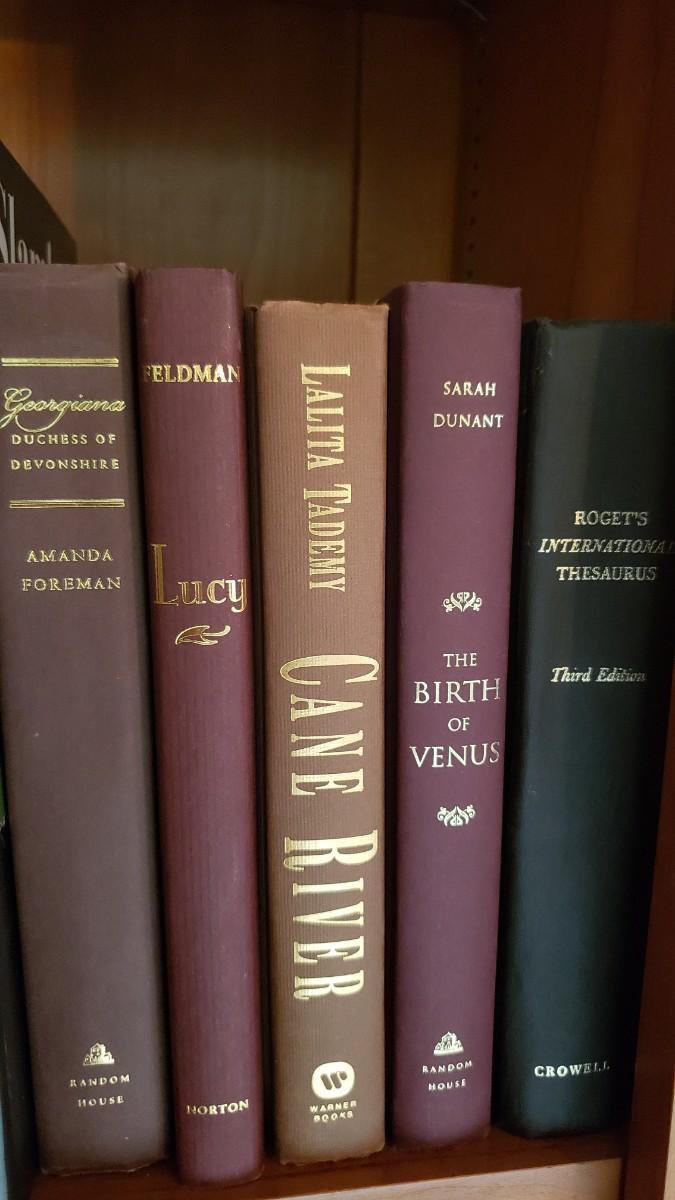 Georgiana
DUCHESS OF
DEVONSHIRE
AMANDA
FOREMAN
RANDOM
HOUSE
FELDMAN
Lucy
NORTON
LALITA TADEMY
CANE RIVER
WARNER
BOOKS
SARAH
DUNANT
THE
BIRTH
OF
VENUS
RANDOM
HOUSE
ROGET'S
INTERNATIONAL
THESAURUS
Third Edition
CROWELL